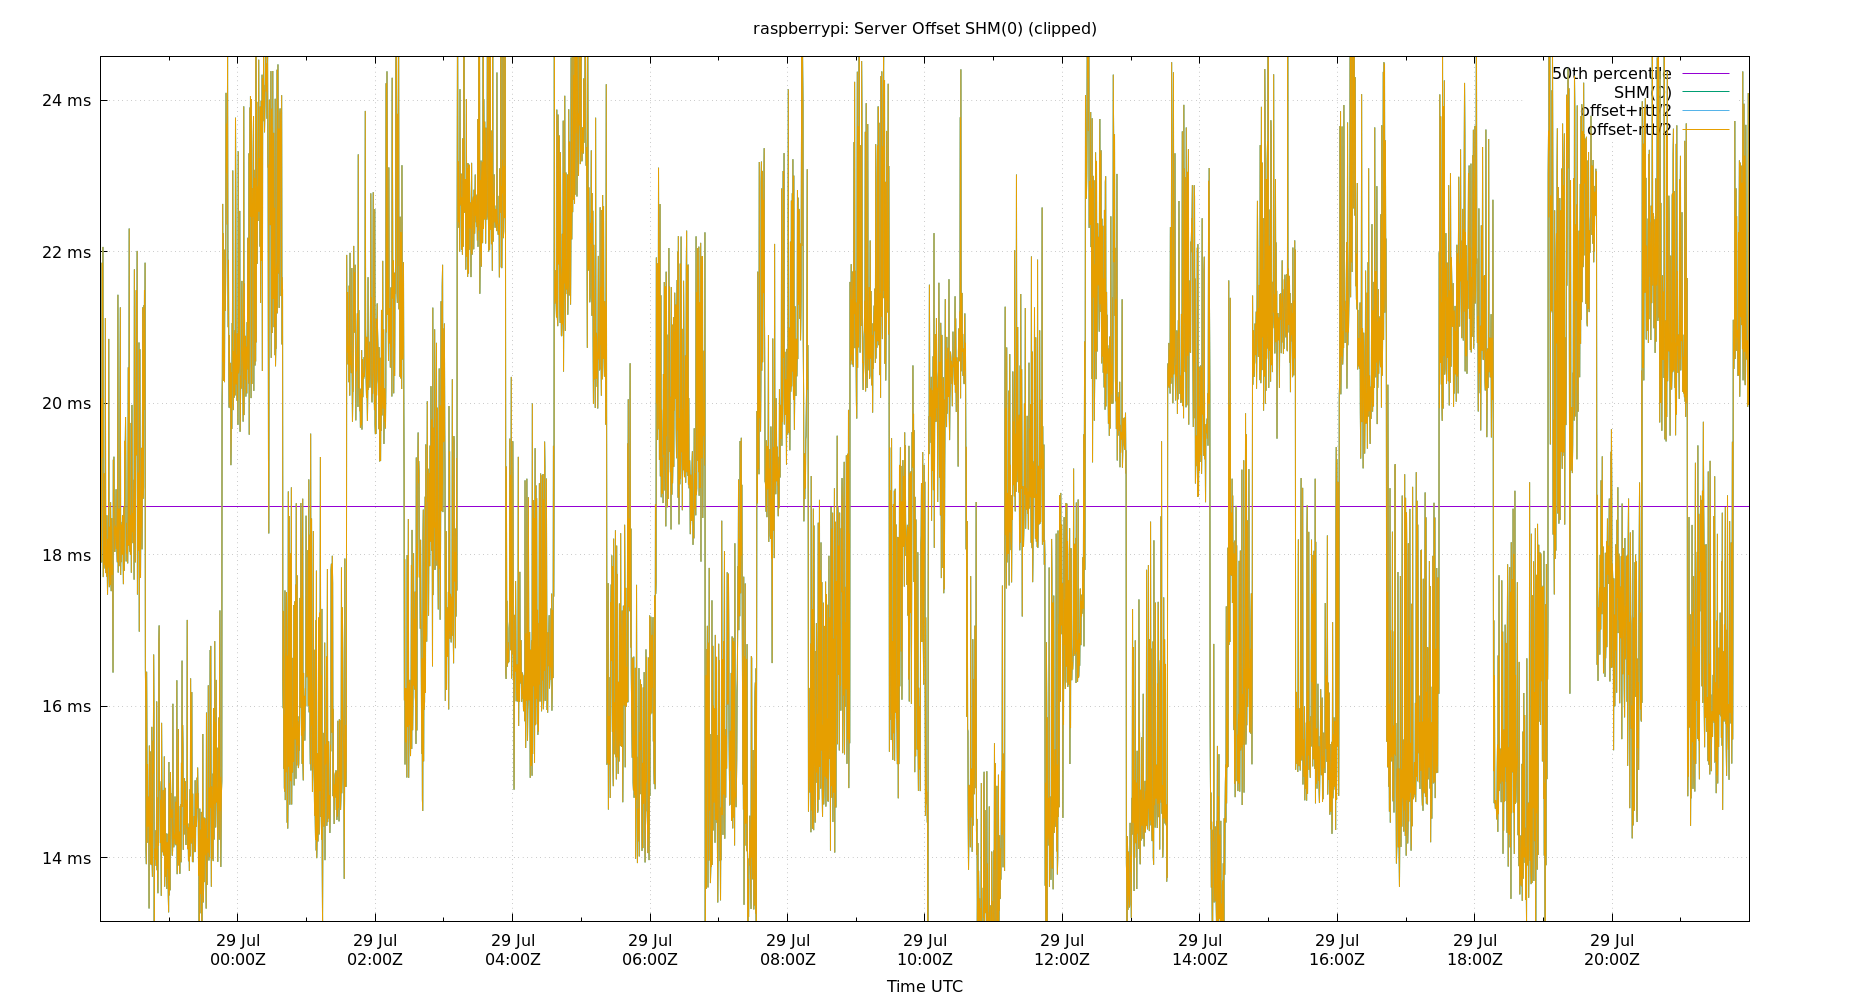 raspberrypi: Server Offset SHM(0) (clipped)
50th percentile
SHM(0)
offset+rtt/2
offset-rtt/2
24 ms
22 ms
20 ms
18 ms
16 ms
14 ms
29 Jul 29 Jul 29 Jul 29 Jul 29 Jul 29 Jul 29 Jul 29 Jul 29 Jul 29 Jul 29 Jul
00:00Z 02:00Z 04:00Z 06:00Z 08:00Z 10:00Z 12:00Z 14:00Z 16:00Z 18:00Z 20:00Z
Time UTC